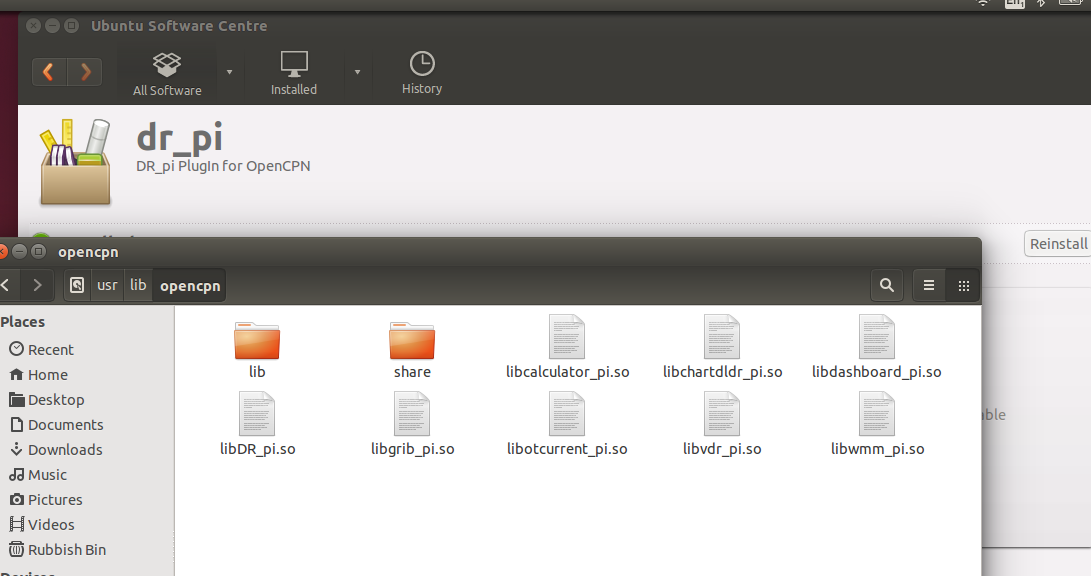 Ubuntu Software Centre
All Software
Installed
History
dr_pi
DR_pi PlugIn for OpenCPN
Reinstall
opencpn
usr lib opencpn
Places
Recent
Home
Desktop
Documents
Downloads
Music
Pictures
Videos
Rubbish Bin
lib share libcalculator_pi.so libchartdldr_pi.so libdashboard_pi.so
libDR_pi.so libgrib_pi.so libotcurrent_pi.so libvdr_pi.so libwmm_pi.so
able